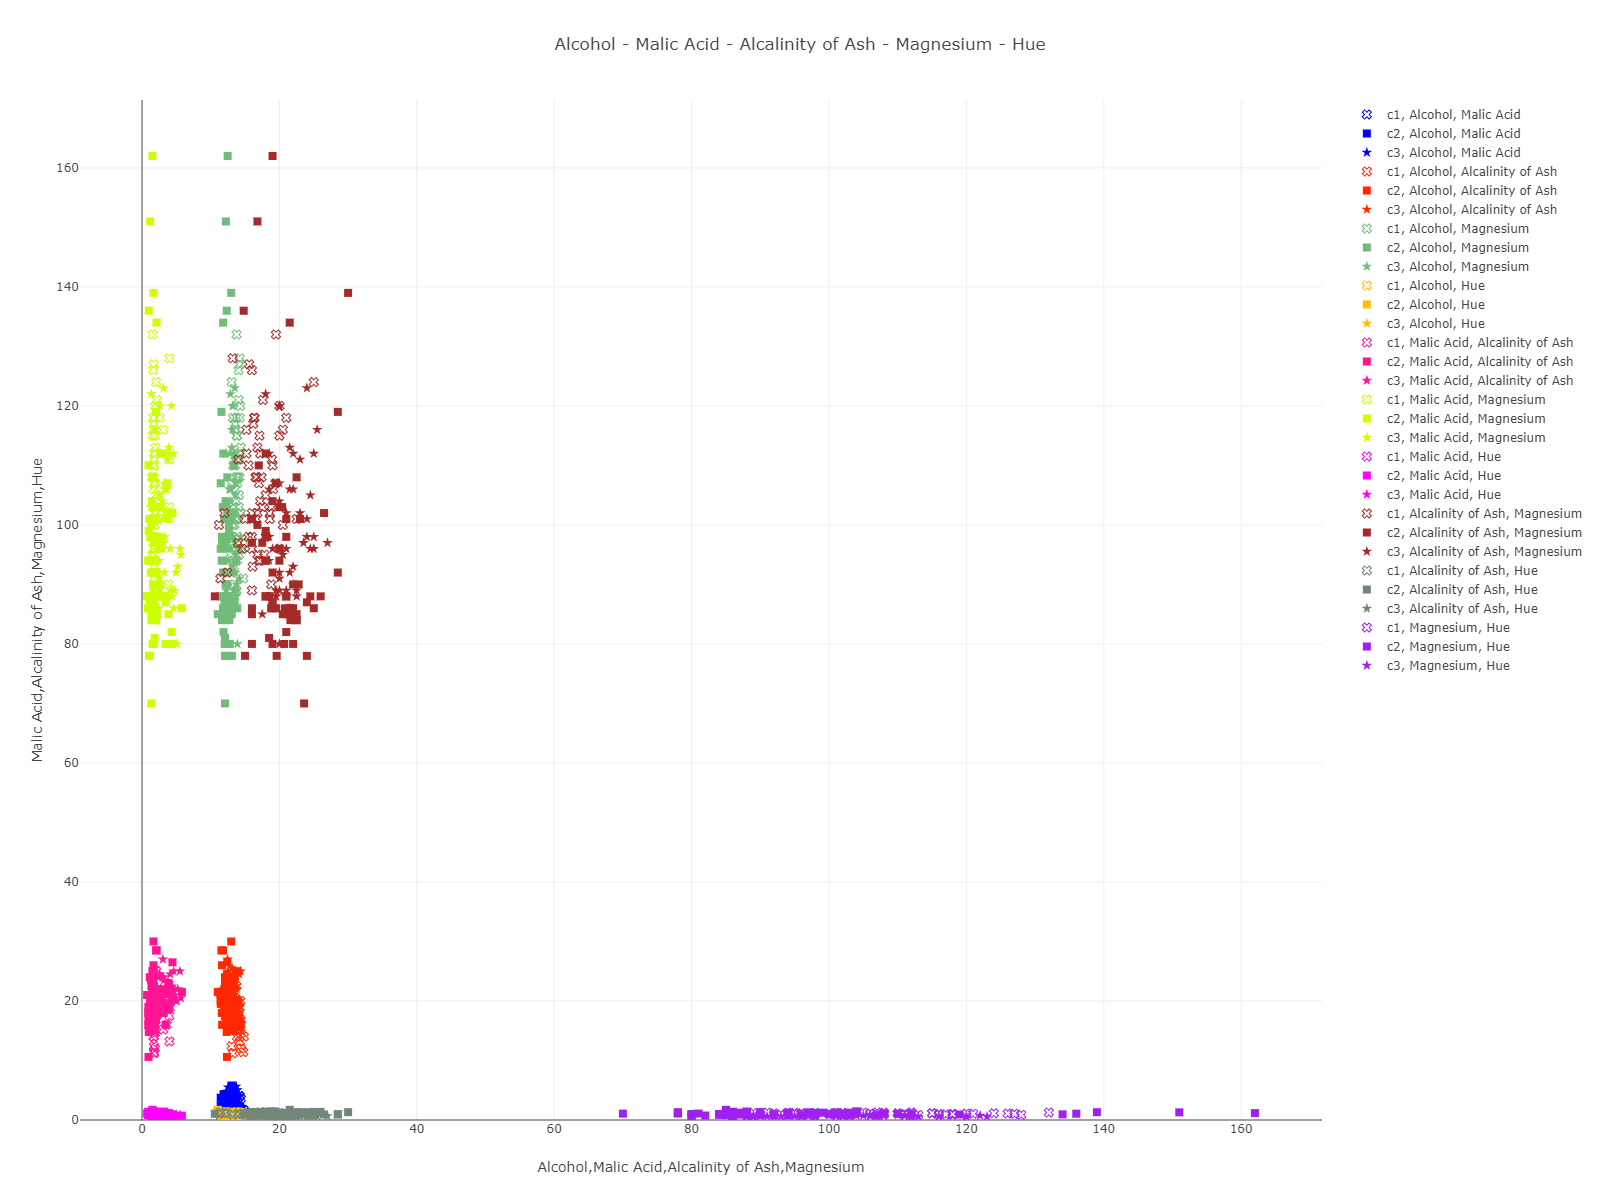 Alcohol - Malic Acid - Alcalinity of Ash - Magnesium - Hue
c1, Alcohol, Malic Acid
c2, Alcohol, Malic Acid
c3, Alcohol, Malic Acid
c1, Alcohol, Alcalinity of Ash
c2, Alcohol, Alcalinity of Ash
c3, Alcohol, Alcalinity of Ash
c1, Alcohol, Magnesium
c2, Alcohol, Magnesium
c3, Alcohol, Magnesium
c1, Alcohol, Hue
c2, Alcohol, Hue
c3, Alcohol, Hue
c1, Malic Acid, Alcalinity of Ash
c2, Malic Acid, Alcalinity of Ash
c3, Malic Acid, Alcalinity of Ash
c1, Malic Acid, Magnesium
c2, Malic Acid, Magnesium
c3, Malic Acid, Magnesium
c1, Malic Acid, Hue
c2, Malic Acid, Hue
c3, Malic Acid, Hue
c1, Alcalinity of Ash, Magnesium
c2, Alcalinity of Ash, Magnesium
c3, Alcalinity of Ash, Magnesium
c1, Alcalinity of Ash, Hue
c2, Alcalinity of Ash, Hue
c3, Alcalinity of Ash, Hue
c1, Magnesium, Hue
c2, Magnesium, Hue
c3, Magnesium, Hue
Malic Acid,Alcalinity of Ash,Magnesium,Hue
160
140
120
100
80
60
40
20
0
0 20 40 60 80 100 120 140 160
Alcohol,Malic Acid,Alcalinity of Ash,Magnesium